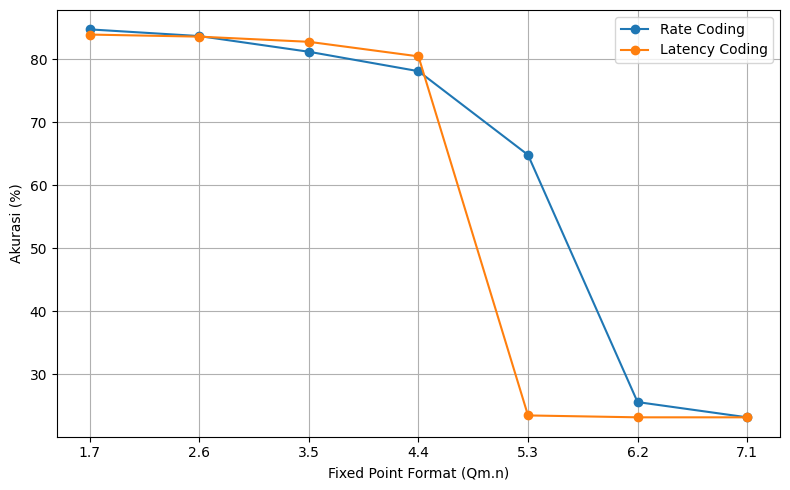 Rate Coding
Latency Coding
80
70
60
50
40
30
Akurasi (%)
1.7 2.6 3.5 4.4 5.3 6.2 7.1
Fixed Point Format (Qm.n)